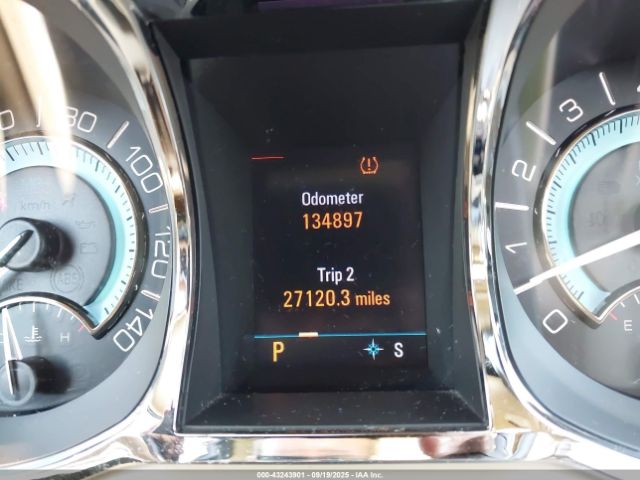 Odometer
134897
Trip 2
27120.3 miles
P
S
80
100
120
140
km/h
ABS
H
0
1
2
3
E
000-43243901 - 09/19/2025 - IAA Inc.